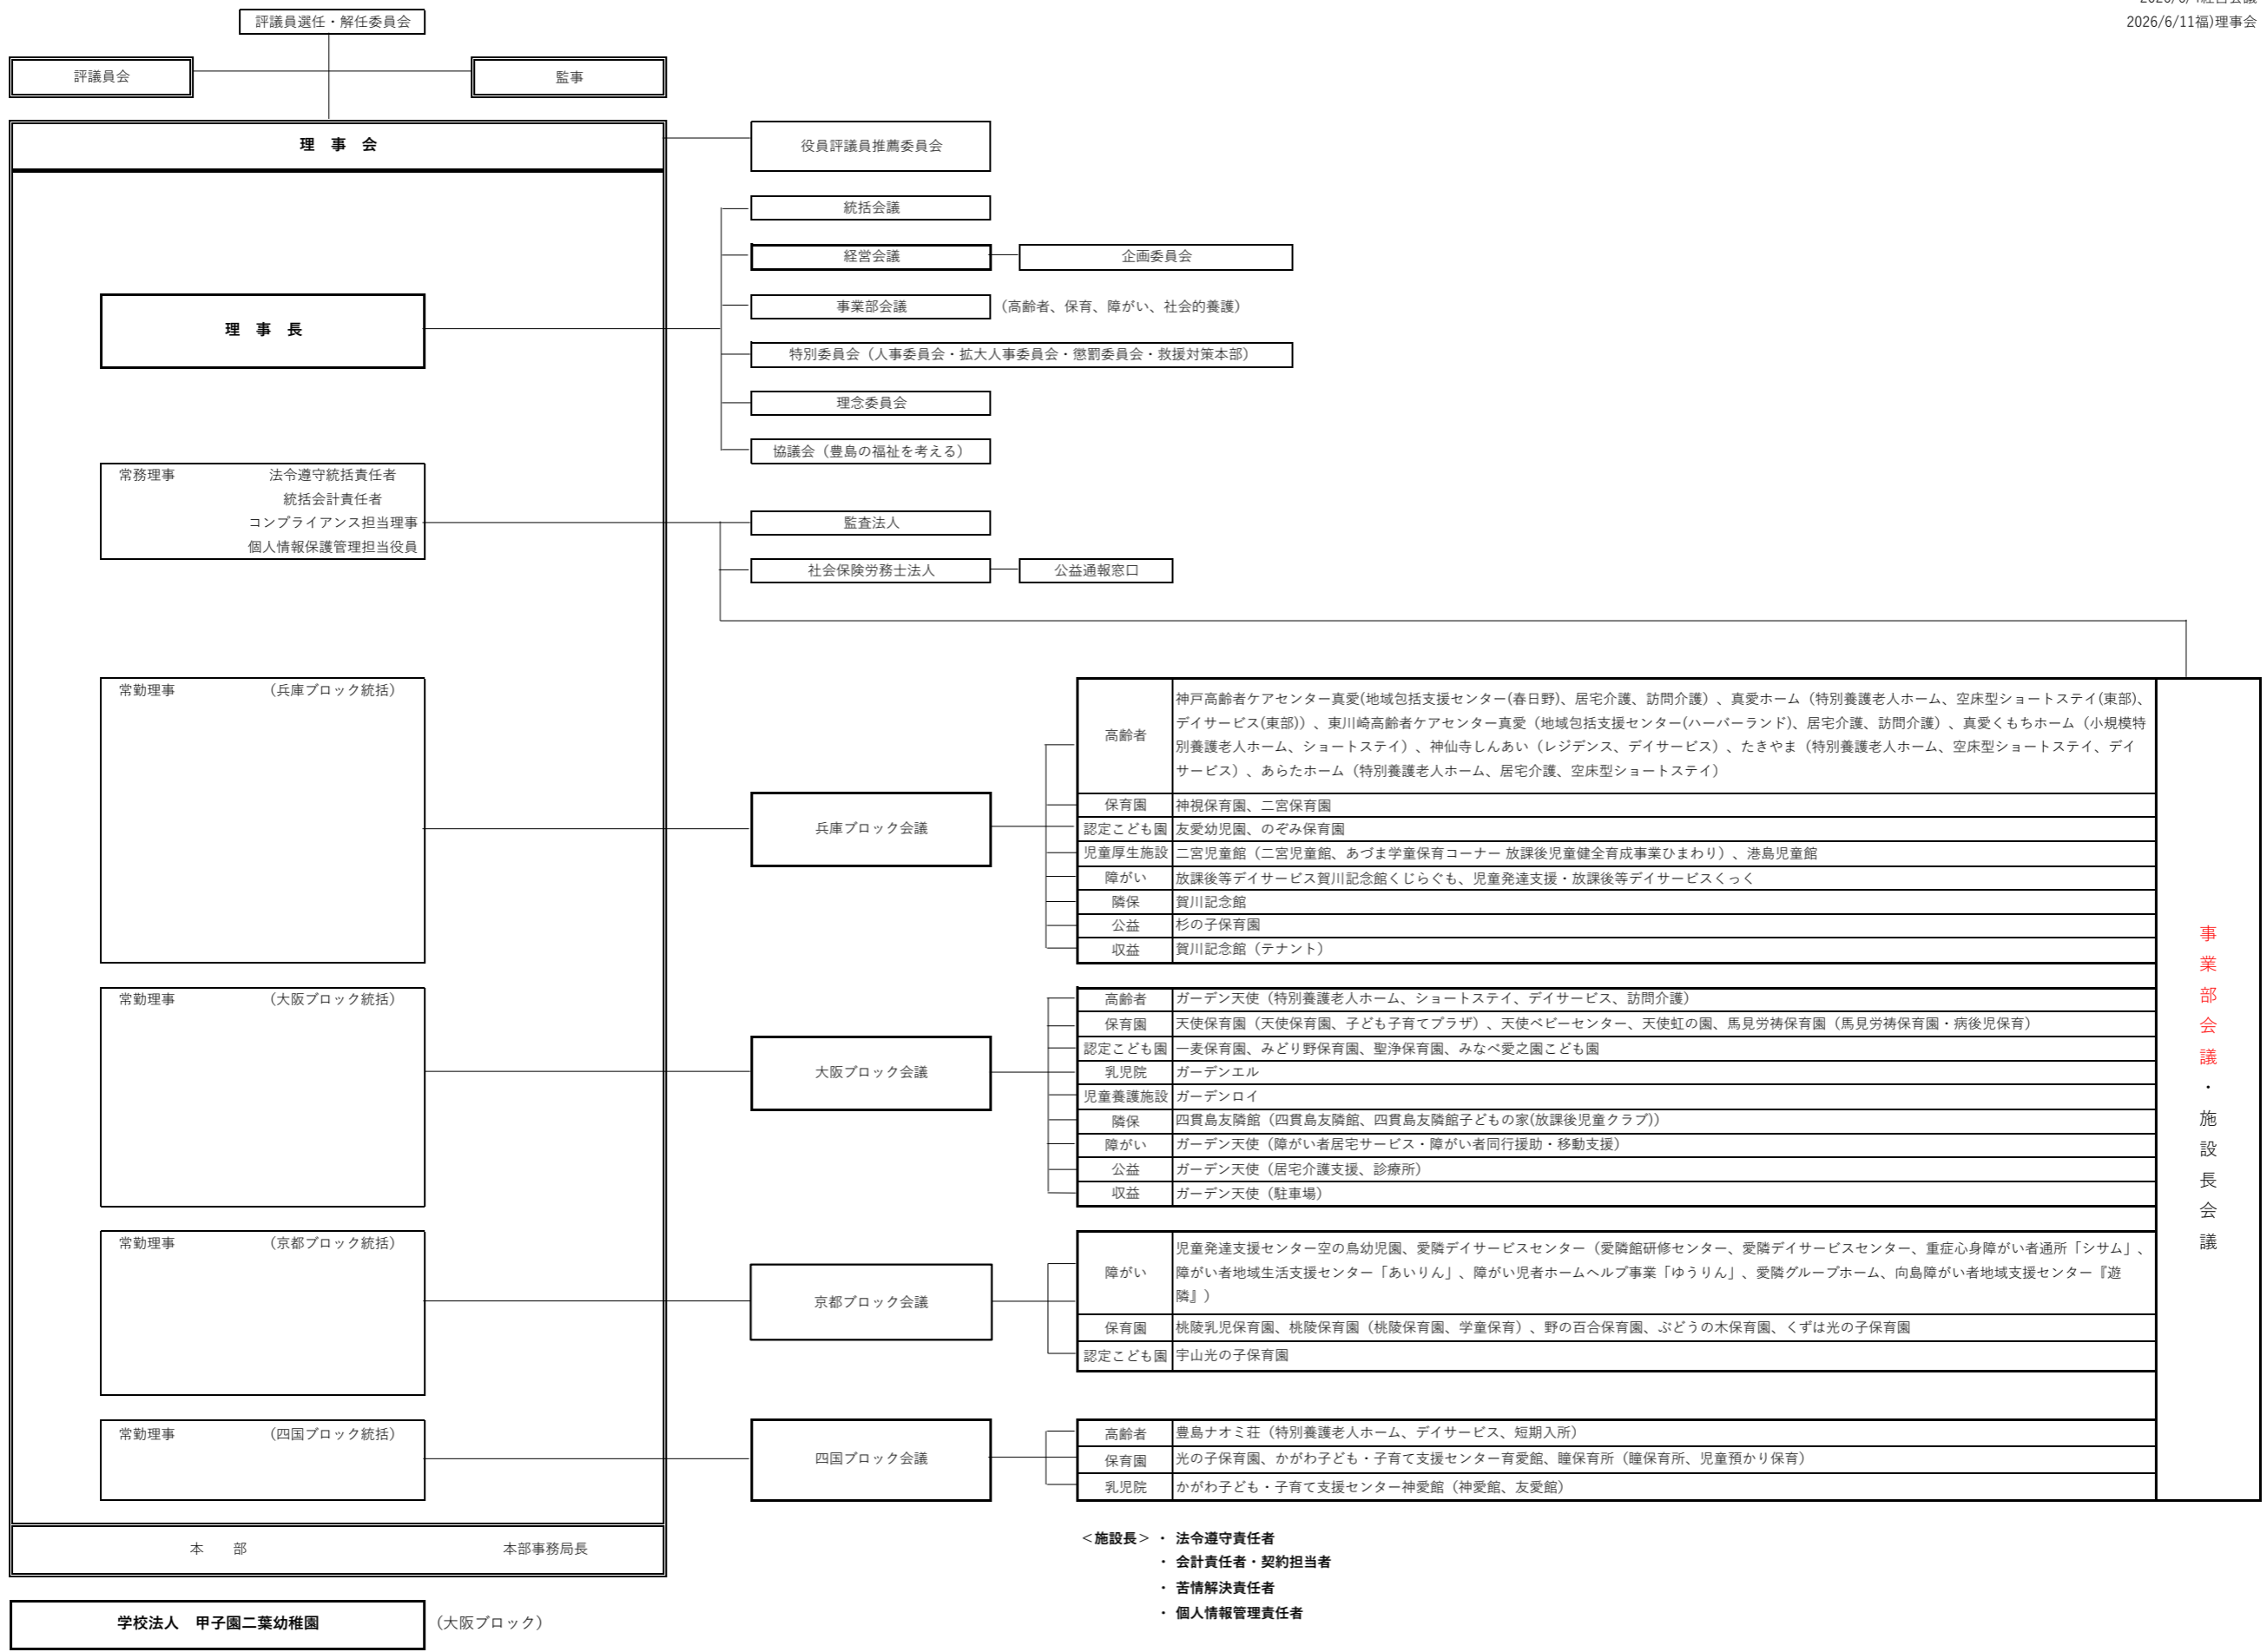 2026/6/11福)理事会
評議員選任・解任委員会
評議員会
監事
理 事 会
役員評議員推薦委員会
統括会議
経営会議
企画委員会
理 事 長
事業部会議
(高齢者、保育、障がい、社会的養護)
特別委員会（人事委員会・拡大人事委員会・懲罰委員会・救援対策本部）
理念委員会
協議会（豊島の福祉を考える）
常務理事 法令遵守統括責任者
統括会計責任者
コンプライアンス担当理事
個人情報保護管理担当役員
監査法人
社会保険労務士法人
公益通報窓口
常勤理事 （兵庫ブロック統括）
兵庫ブロック会議
高齢者
神戸高齢者ケアセンター真愛(地域包括支援センター(春日野)、居宅介護、訪問介護）、真愛ホーム（特別養護老人ホーム、空床型ショートステイ(東部)、
デイサービス(東部)）、東川崎高齢者ケアセンター真愛（地域包括支援センター(ハーバーランド)、居宅介護、訪問介護）、真愛くもちホーム（小規模特
別養護老人ホーム、ショートステイ）、神仙寺しんあい（レジデンス、デイサービス）、たきやま（特別養護老人ホーム、空床型ショートステイ、デイ
サービス）、あらたホーム（特別養護老人ホーム、居宅介護、空床型ショートステイ）
保育園 神視保育園、二宮保育園
認定こども園 友愛幼児園、のぞみ保育園
児童厚生施設 二宮児童館（二宮児童館、あづま学童保育コーナー 放課後児童健全育成事業ひまわり）、港島児童館
障がい 放課後等デイサービス賀川記念館くじらぐも、児童発達支援・放課後等デイサービスくっく
隣保 賀川記念館
公益 杉の子保育園
収益 賀川記念館（テナント）
常勤理事 （大阪ブロック統括）
大阪ブロック会議
高齢者 ガーデン天使（特別養護老人ホーム、ショートステイ、デイサービス、訪問介護）
保育園 天使保育園（天使保育園、子ども子育てプラザ）、天使ベビーセンター、天使虹の園、馬見労祷保育園（馬見労祷保育園・病後児保育）
認定こども園 一麦保育園、みどり野保育園、聖浄保育園、みなべ愛之園こども園
乳児院 ガーデンエル
児童養護施設 ガーデンロイ
隣保 四貫島友隣館（四貫島友隣館、四貫島友隣館子どもの家(放課後児童クラブ)）
障がい ガーデン天使（障がい者居宅サービス・障がい者同行援助・移動支援）
公益 ガーデン天使（居宅介護支援、診療所）
収益 ガーデン天使（駐車場）
常勤理事 （京都ブロック統括）
京都ブロック会議
障がい
児童発達支援センター空の鳥幼児園、愛隣デイサービスセンター（愛隣館研修センター、愛隣デイサービスセンター、重症心身障がい者通所「シサム」、
障がい者地域生活支援センター「あいりん」、障がい児者ホームヘルプ事業「ゆうりん」、愛隣グループホーム、向島障がい者地域支援センター『遊
隣』）
保育園 桃陵乳児保育園、桃陵保育園（桃陵保育園、学童保育）、野の百合保育園、ぶどうの木保育園、くずは光の子保育園
認定こども園 宇山光の子保育園
常勤理事 （四国ブロック統括）
四国ブロック会議
高齢者 豊島ナオミ荘（特別養護老人ホーム、デイサービス、短期入所）
保育園 光の子保育園、かがわ子ども・子育て支援センター育愛館、瞳保育所（瞳保育所、児童預かり保育）
乳児院 かがわ子ども・子育て支援センター神愛館（神愛館、友愛館）
事業部会議・施設長会議
本 部 本部事務局長
＜施設長＞ ・ 法令遵守責任者
・ 会計責任者・契約担当者
・ 苦情解決責任者
・ 個人情報管理責任者
学校法人 甲子園二葉幼稚園
(大阪ブロック)